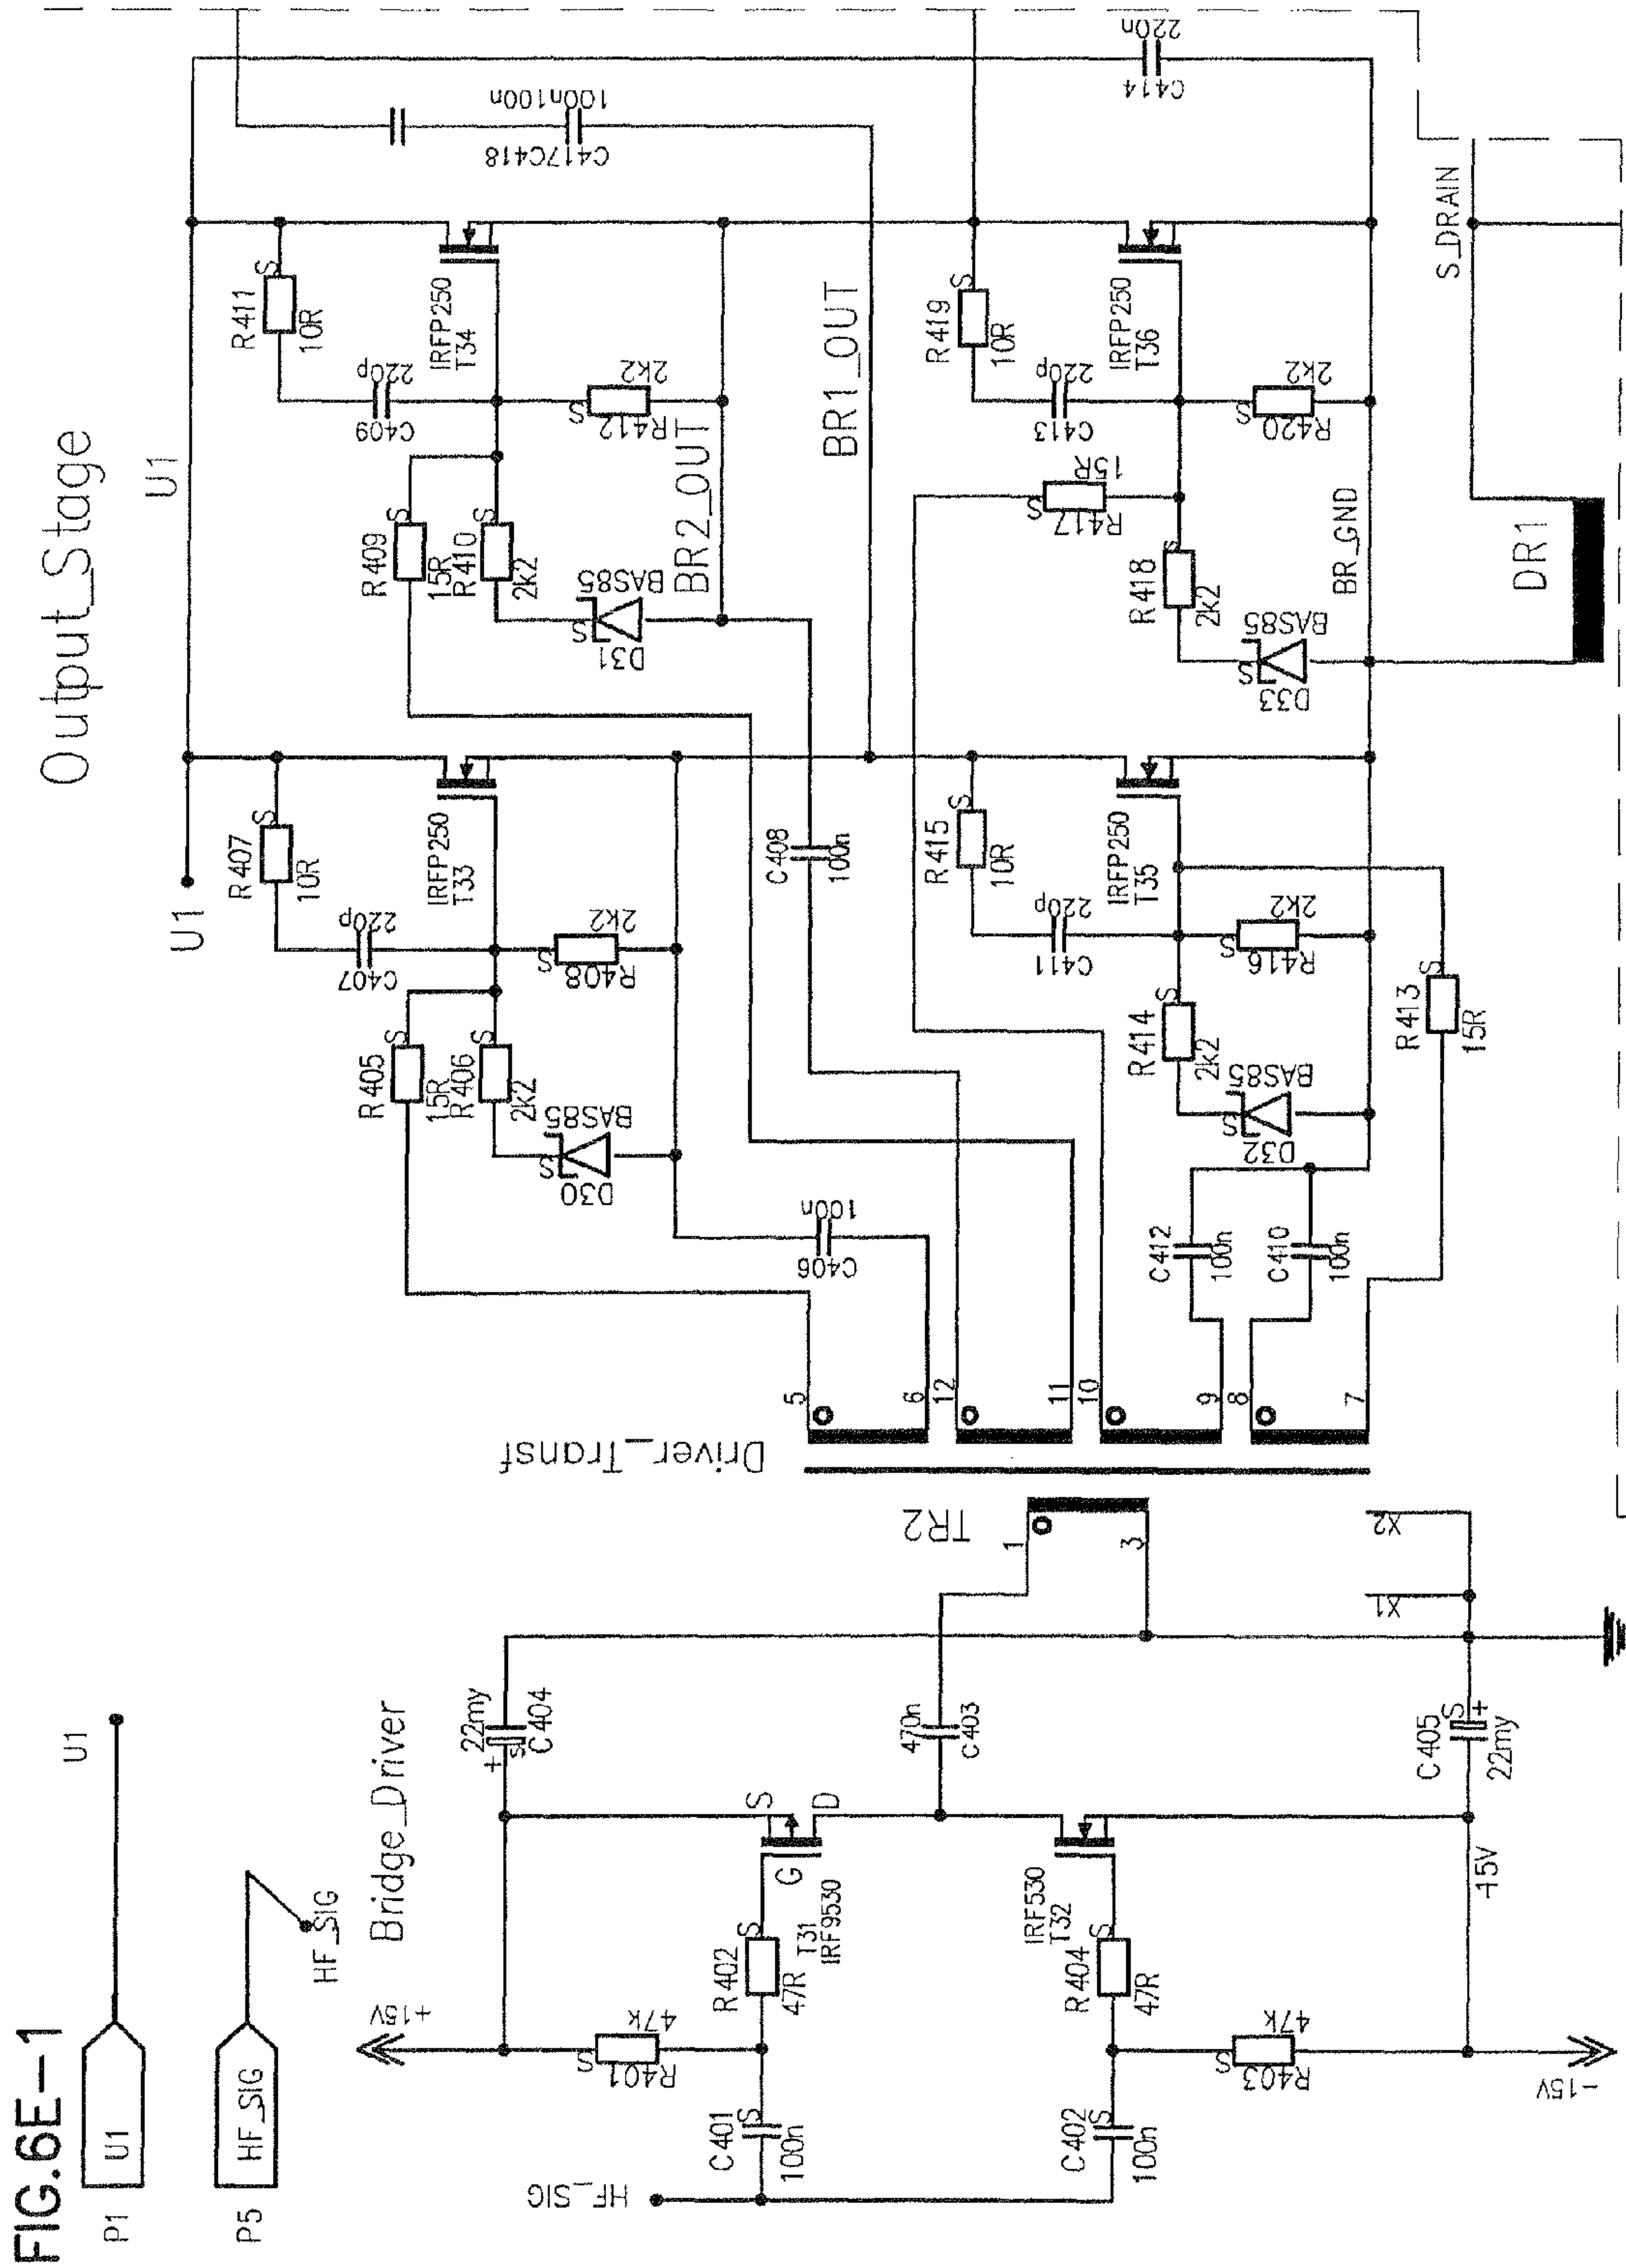 FIG.6E-1
P1
U1
U1
P5
HF_SIG
HF_SIG
Bridge_Driver
+15V
HF_SIG
C401
100n
R401
47k
R402
47R
T31
IRF9530
S
G
D
22my
C404
C402
100n
R403
47k
R404
47R
IRF530
T32
470n
C403
C405
22my
-15V
-15V
X1
X2
TR2
1
3
Driver_Transf
5
6
12
11
10
9
8
7
Output_Stage
U1
U1
R407
10R
220p
C407
IRFP250
T33
R405
15R
R406
2k2
2k2
R408
BAS85
D30
100n
C406
R411
10R
220p
C409
IRFP250
T34
R409
15R
R410
2k2
2k2
R412
BAS85
D31
BR2_OUT
C408
100n
BR1_OUT
100n100n
C417C418
220n
C414
R415
10R
220p
C411
IRFP250
T35
R414
2k2
2k2
R416
BAS85
D32
R413
15R
C412
100n
C410
100n
R419
10R
220p
C413
IRFP250
T36
15R
R417
R418
2k2
2k2
R420
BAS85
D33
BR_GND
S_DRAIN
DR1